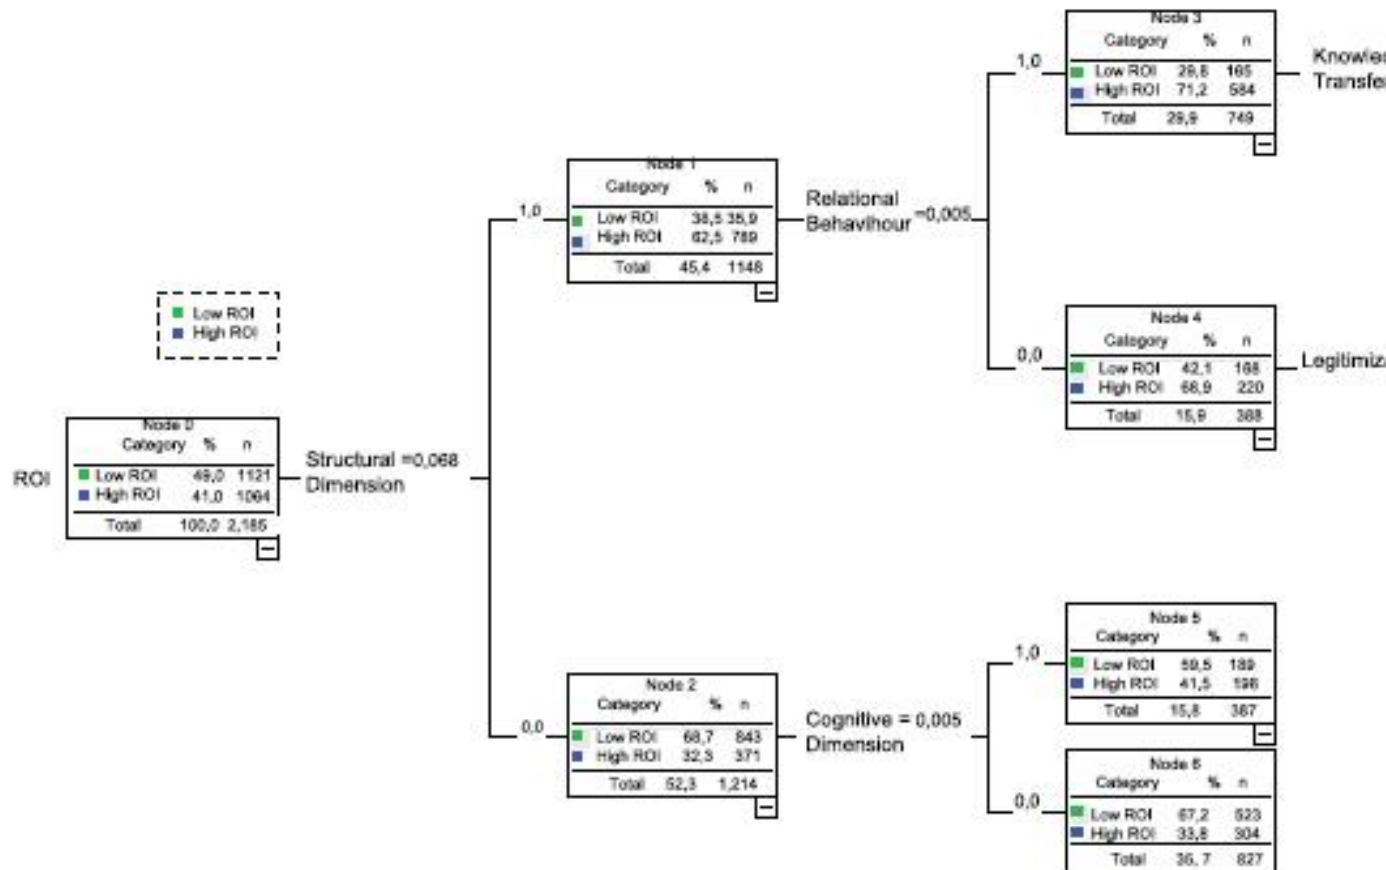 Node 3
Category % n
Low ROI 29,8 165
High ROI 71,2 584
Total 29,9 749
1,0
Knowled
Transfe
Node 1
Category % n
Low ROI 38,5 35,9
High ROI 62,5 789
Total 45,4 1148
1,0
Relational =0,005
Behavihour
Node 4
Category % n
Low ROI 42,1 168
High ROI 68,9 220
Total 15,9 388
0,0
Legitimiza
Low ROI
High ROI
ROI
Node 0
Category % n
Low ROI 49,0 1121
High ROI 41,0 1064
Total 100,0 2,185
Structural =0,068
Dimension
Node 2
Category % n
Low ROI 68,7 843
High ROI 32,3 371
Total 52,3 1,214
0,0
Cognitive = 0,005
Dimension
Node 5
Category % n
Low ROI 59,5 189
High ROI 41,5 198
Total 15,8 387
1,0
Node 6
Category % n
Low ROI 67,2 523
High ROI 33,8 304
Total 36,7 827
0,0